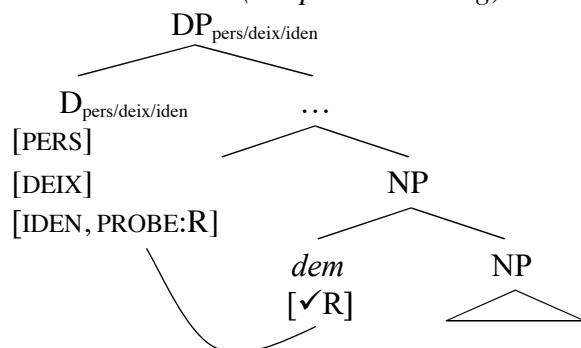 DPpers/deix/iden
Dpers/deix/iden …
[PERS]
[DEIX] NP
[IDEN, PROBE:R]
dem NP
[✓R]